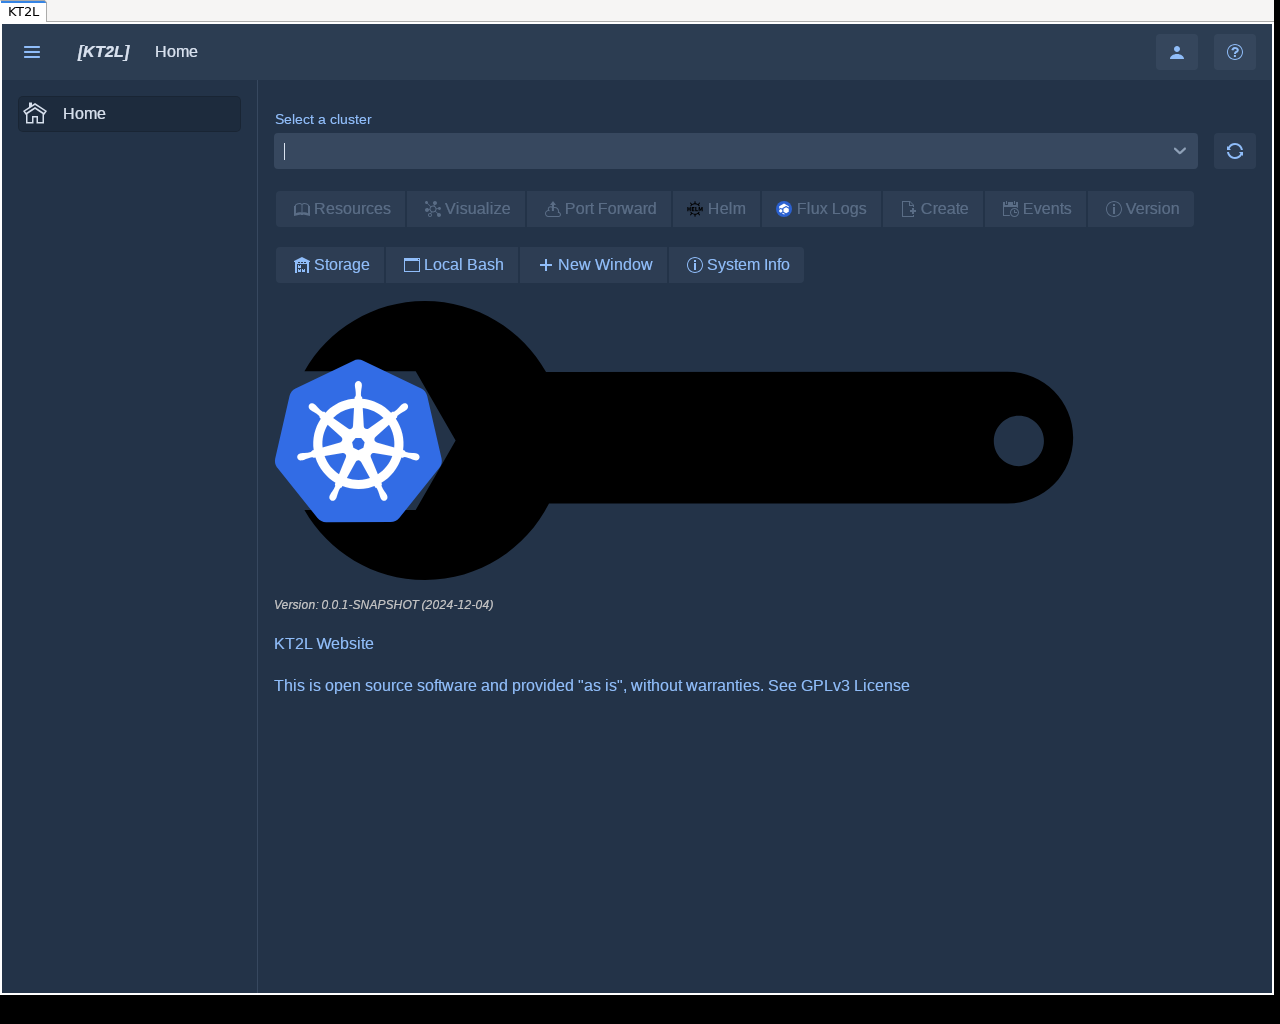 KT2L
[KT2L] Home
Home
Select a cluster
Resources Visualize Port Forward Helm Flux Logs Create Events Version
Storage Local Bash New Window System Info
Version: 0.0.1-SNAPSHOT (2024-12-04)
KT2L Website
This is open source software and provided "as is", without warranties. See GPLv3 License